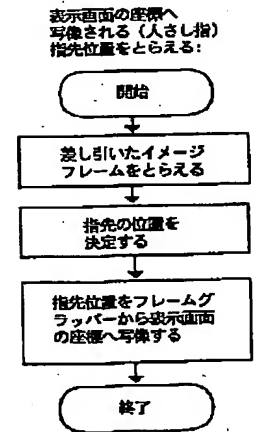 表示画面の座標へ
写像される（人さし指）
指先位置をとらえる：
開始
差し引いたイメージ
フレームをとらえる
指先の位置を
決定する
指先位置をフレームグ
ラッパーから表示画面
の座標へ写像する
終了